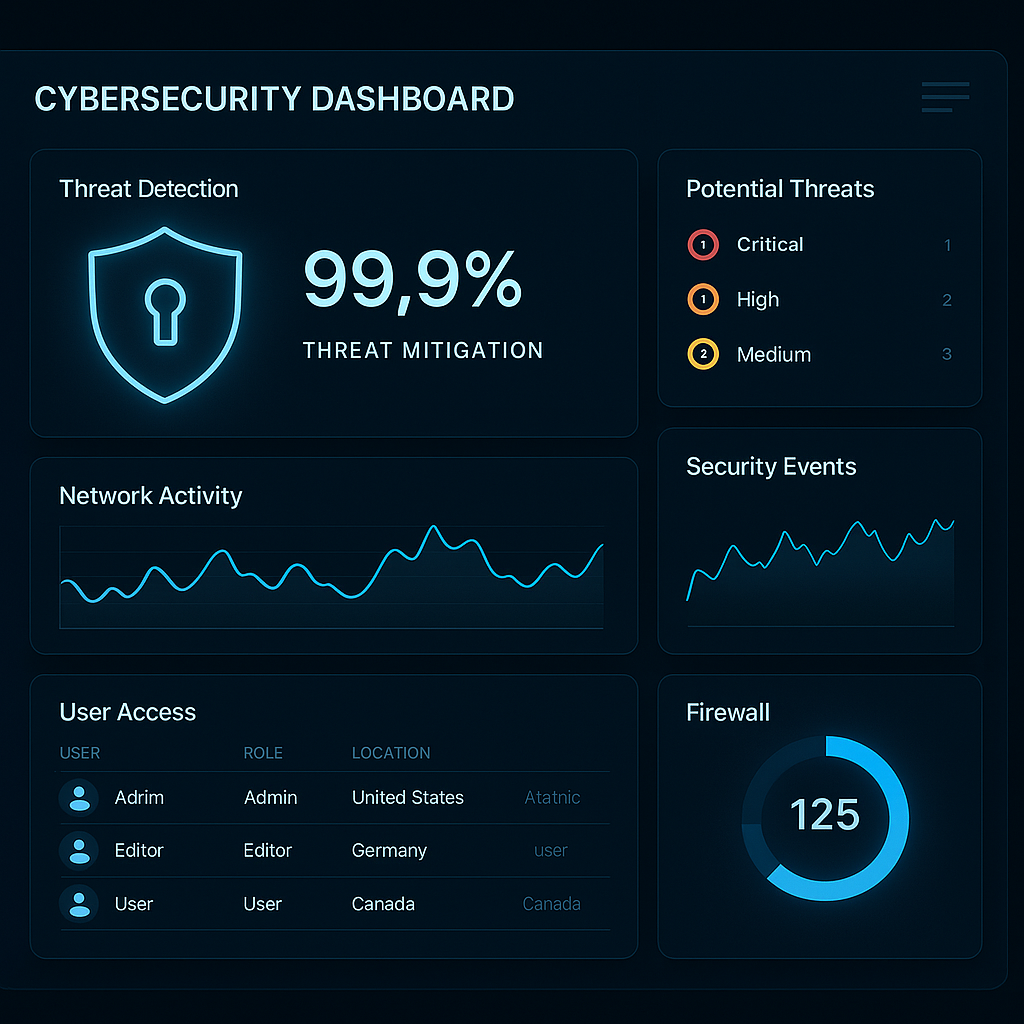 CYBERSECURITY DASHBOARD
Threat Detection
99,9%
THREAT MITIGATION
Potential Threats
1 Critical 1
1 High 2
2 Medium 3
Network Activity
Security Events
User Access
USER ROLE LOCATION
Adrim Admin United States Atatnic
Editor Editor Germany user
User User Canada Canada
Firewall
125